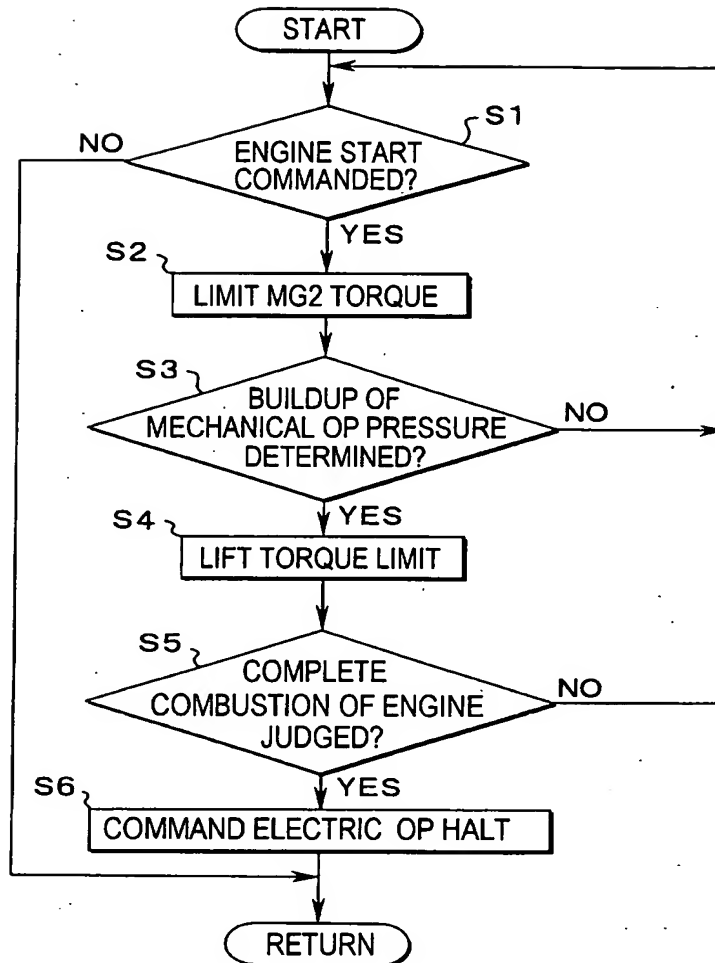 START
S1
NO
ENGINE START
COMMANDED?
YES
S2
LIMIT MG2 TORQUE
S3
BUILDUP OF
MECHANICAL OP PRESSURE
DETERMINED?
NO
YES
S4
LIFT TORQUE LIMIT
S5
COMPLETE
COMBUSTION OF ENGINE
JUDGED?
NO
YES
S6
COMMAND ELECTRIC OP HALT
RETURN